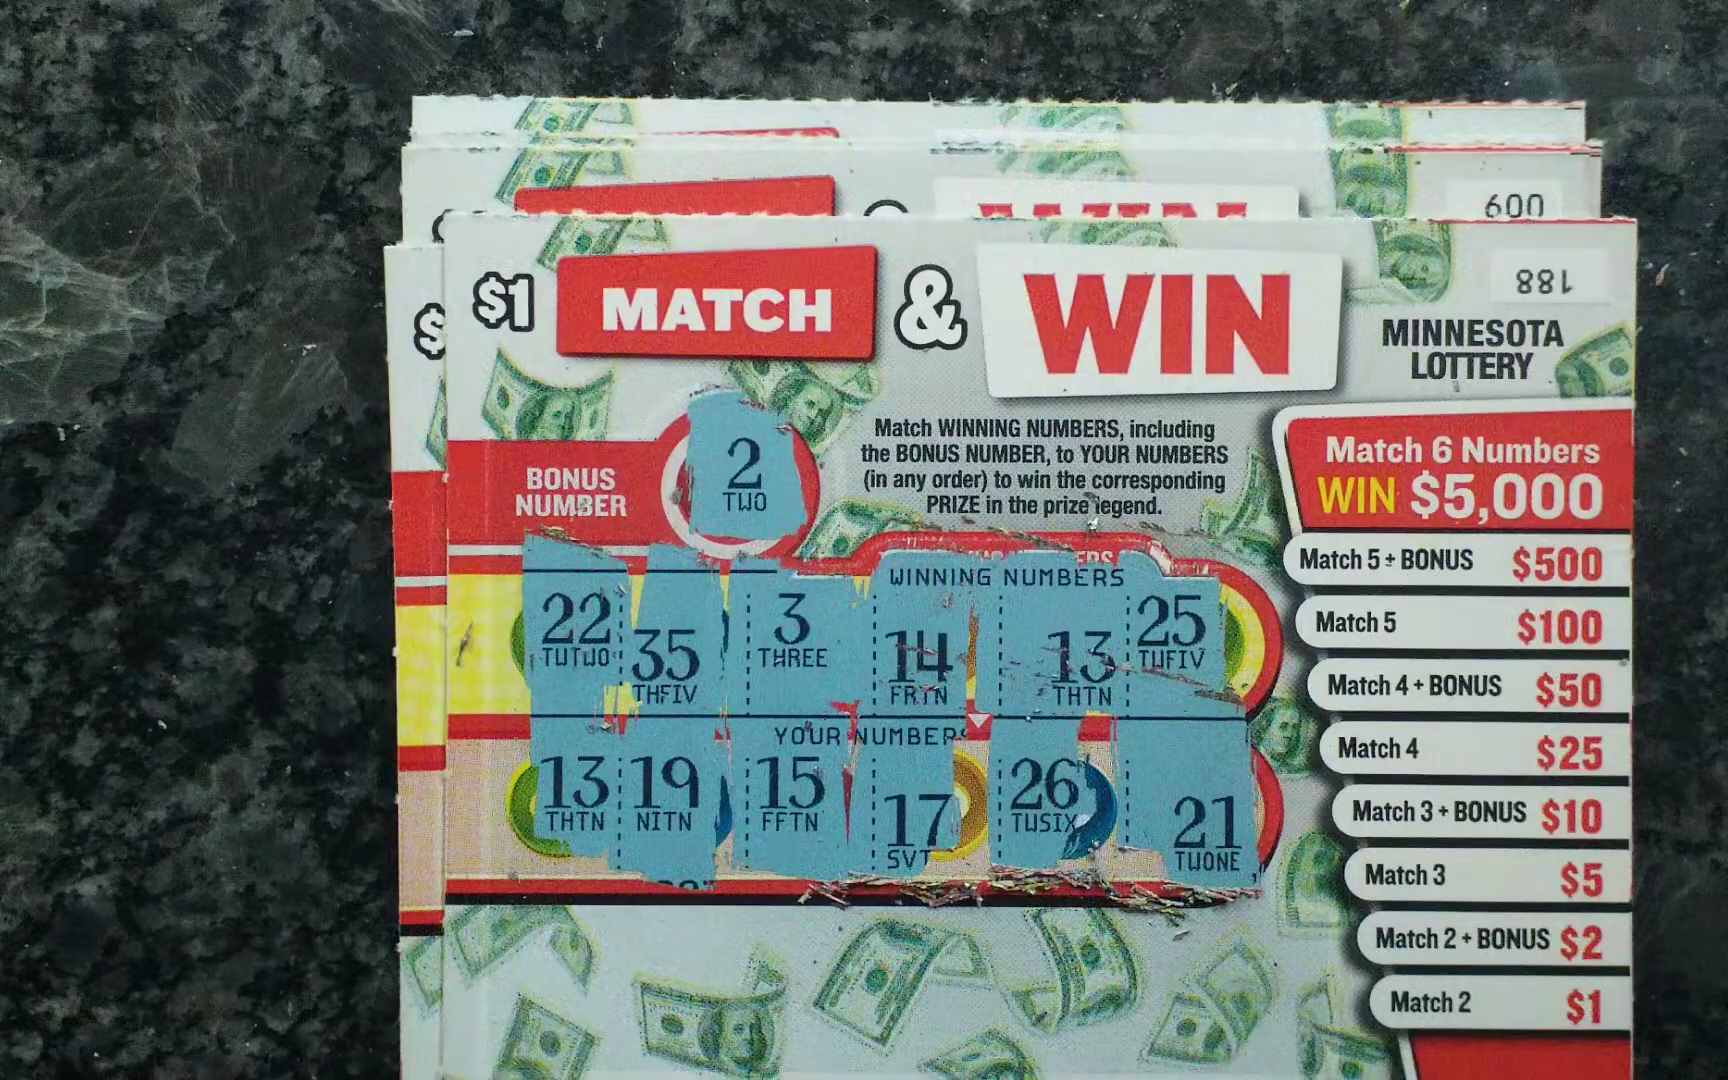 WIN
600
$1 MATCH & WIN
188
MINNESOTA
LOTTERY
Match WINNING NUMBERS, including
the BONUS NUMBER, to YOUR NUMBERS
(in any order) to win the corresponding
PRIZE in the prize legend.
BONUS
NUMBER
2
TWO
WINNING NUMBERS
22 35 3 14 13 25
TUTWO THFIV THREE FRTN THTN TWFIV
YOUR NUMBERS
13 19 15 17 26 21
THTN NITN FFTN SVT TWSIX TWONE
Match 6 Numbers
WIN $5,000
Match 5 + BONUS $500
Match 5 $100
Match 4 + BONUS $50
Match 4 $25
Match 3 + BONUS $10
Match 3 $5
Match 2 + BONUS $2
Match 2 $1